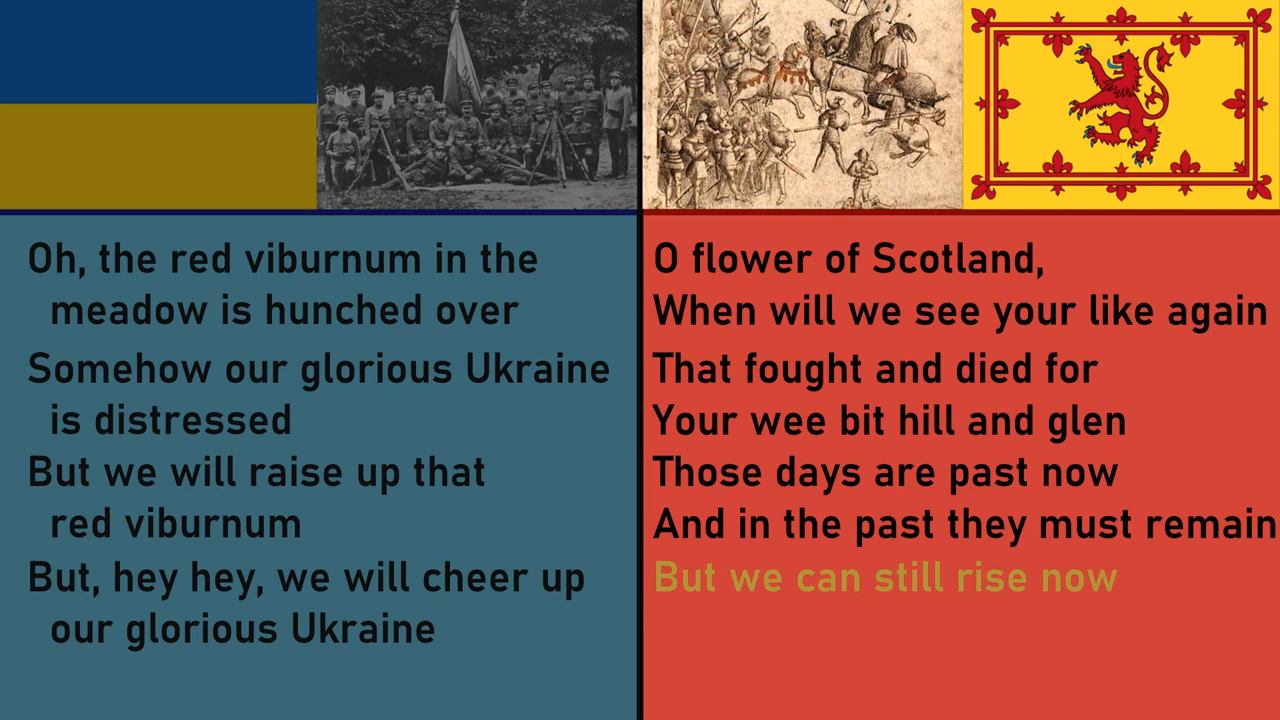 Oh, the red viburnum in the
meadow is hunched over
Somehow our glorious Ukraine
is distressed
But we will raise up that
red viburnum
But, hey hey, we will cheer up
our glorious Ukraine
O flower of Scotland,
When will we see your like again
That fought and died for
Your wee bit hill and glen
Those days are past now
And in the past they must remain
But we can still rise now